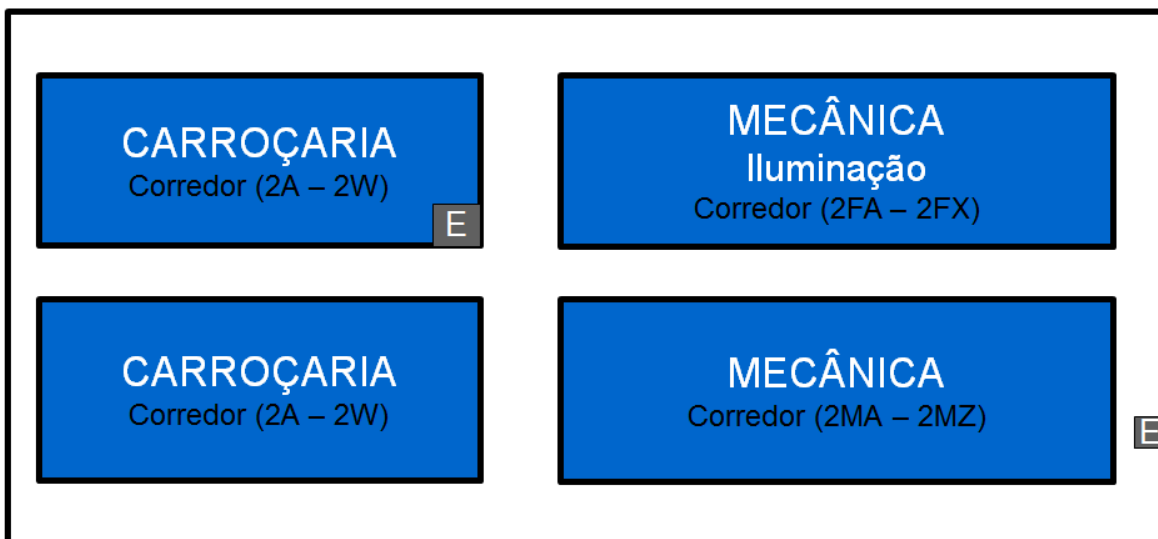 CARROÇARIA
Corredor (2A – 2W)
E
MECÂNICA
Iluminação
Corredor (2FA – 2FX)
CARROÇARIA
Corredor (2A – 2W)
MECÂNICA
Corredor (2MA – 2MZ)
E